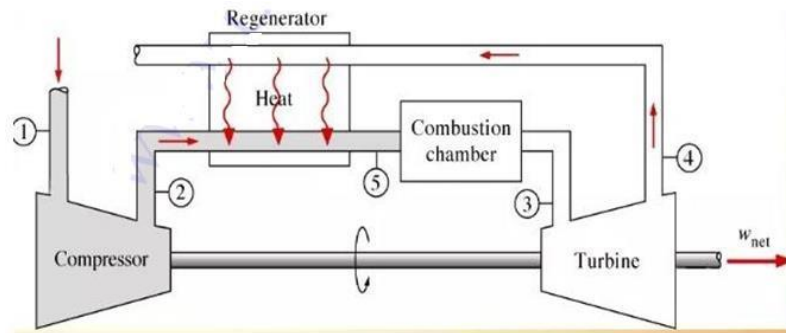 Regenerator
1
Heat
Combustion
chamber
2
5
3
4
Compressor
Turbine
wnet